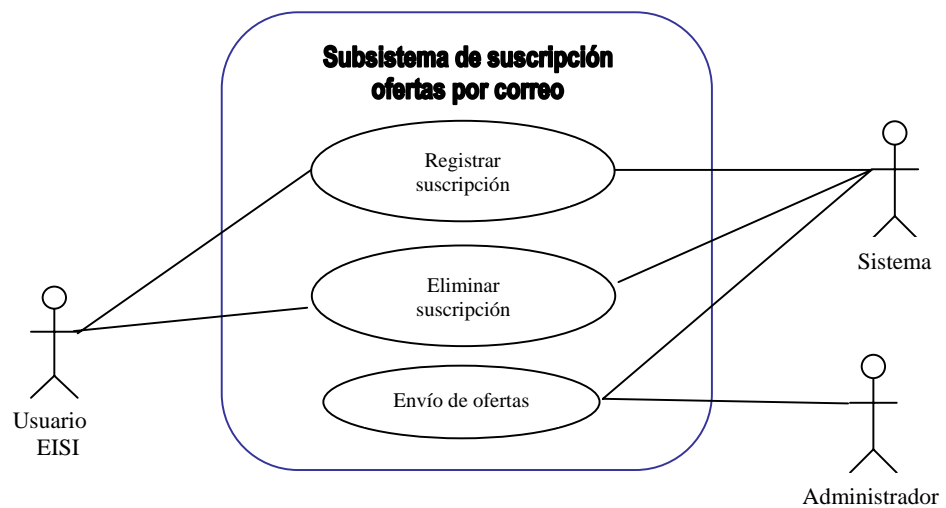 Subsistema de suscripción
ofertas por correo
Registrar
suscripción
Sistema
Eliminar
suscripción
Envío de ofertas
Usuario
EISI
Administrador